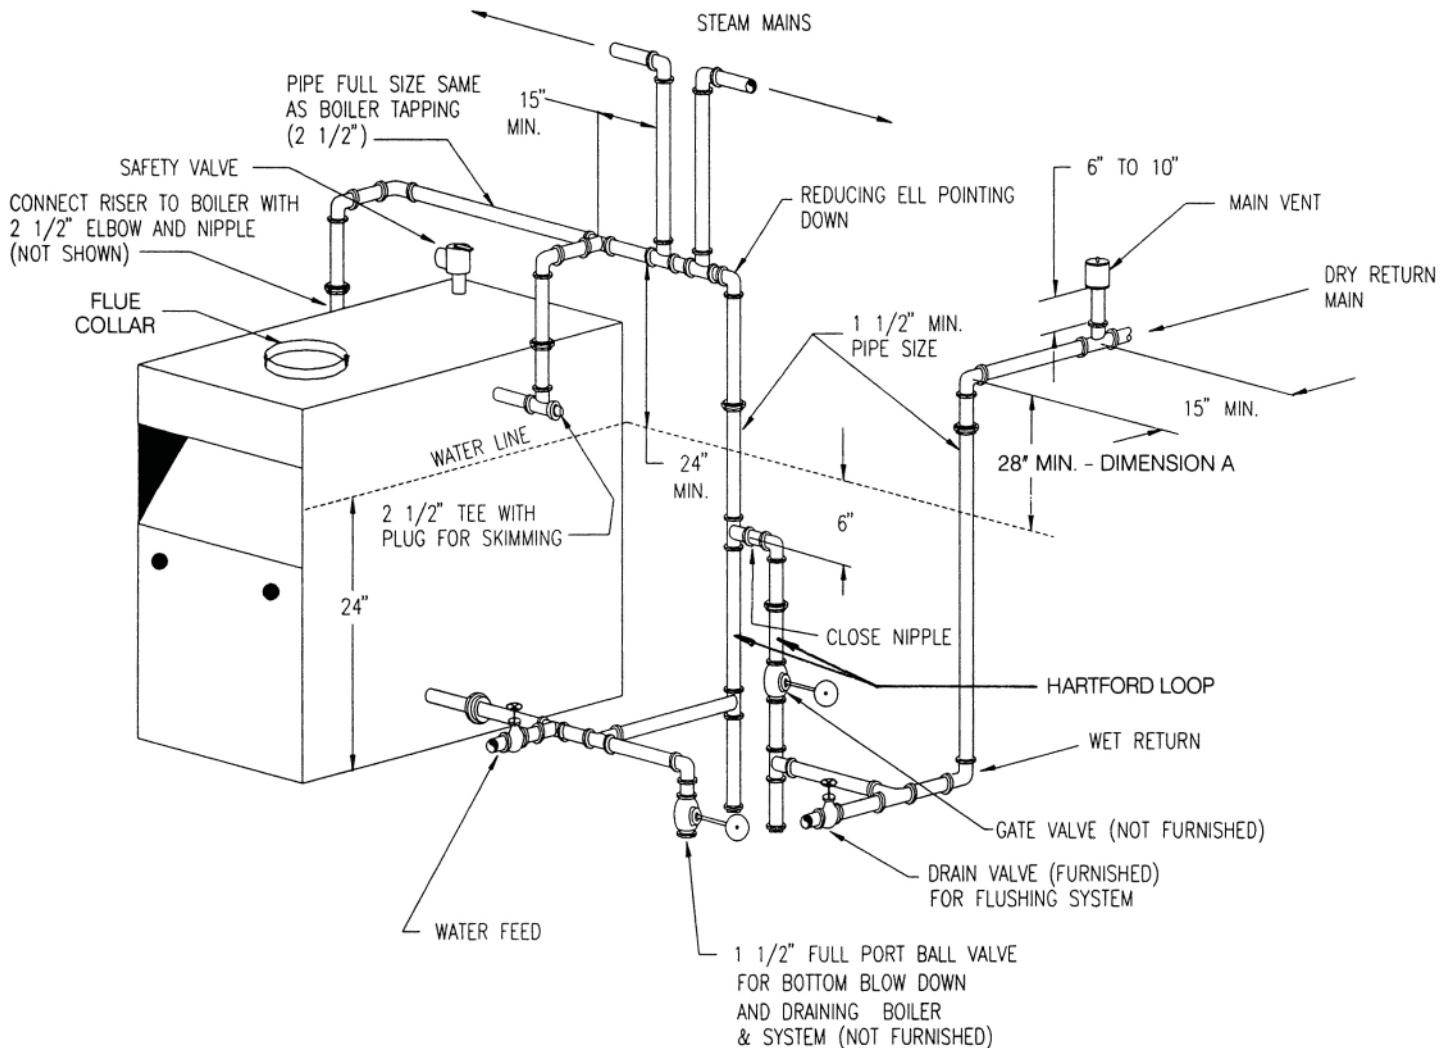 STEAM MAINS
PIPE FULL SIZE SAME
AS BOILER TAPPING
(2 1/2")
15"
MIN.
SAFETY VALVE
CONNECT RISER TO BOILER WITH
2 1/2" ELBOW AND NIPPLE
(NOT SHOWN)
FLUE
COLLAR
REDUCING ELL POINTING
DOWN
6" TO 10"
MAIN VENT
DRY RETURN
MAIN
1 1/2" MIN.
PIPE SIZE
15" MIN.
WATER LINE
24"
MIN.
28" MIN. - DIMENSION A
2 1/2" TEE WITH
PLUG FOR SKIMMING
6"
24"
CLOSE NIPPLE
HARTFORD LOOP
WET RETURN
GATE VALVE (NOT FURNISHED)
DRAIN VALVE (FURNISHED)
FOR FLUSHING SYSTEM
WATER FEED
1 1/2" FULL PORT BALL VALVE
FOR BOTTOM BLOW DOWN
AND DRAINING BOILER
& SYSTEM (NOT FURNISHED)